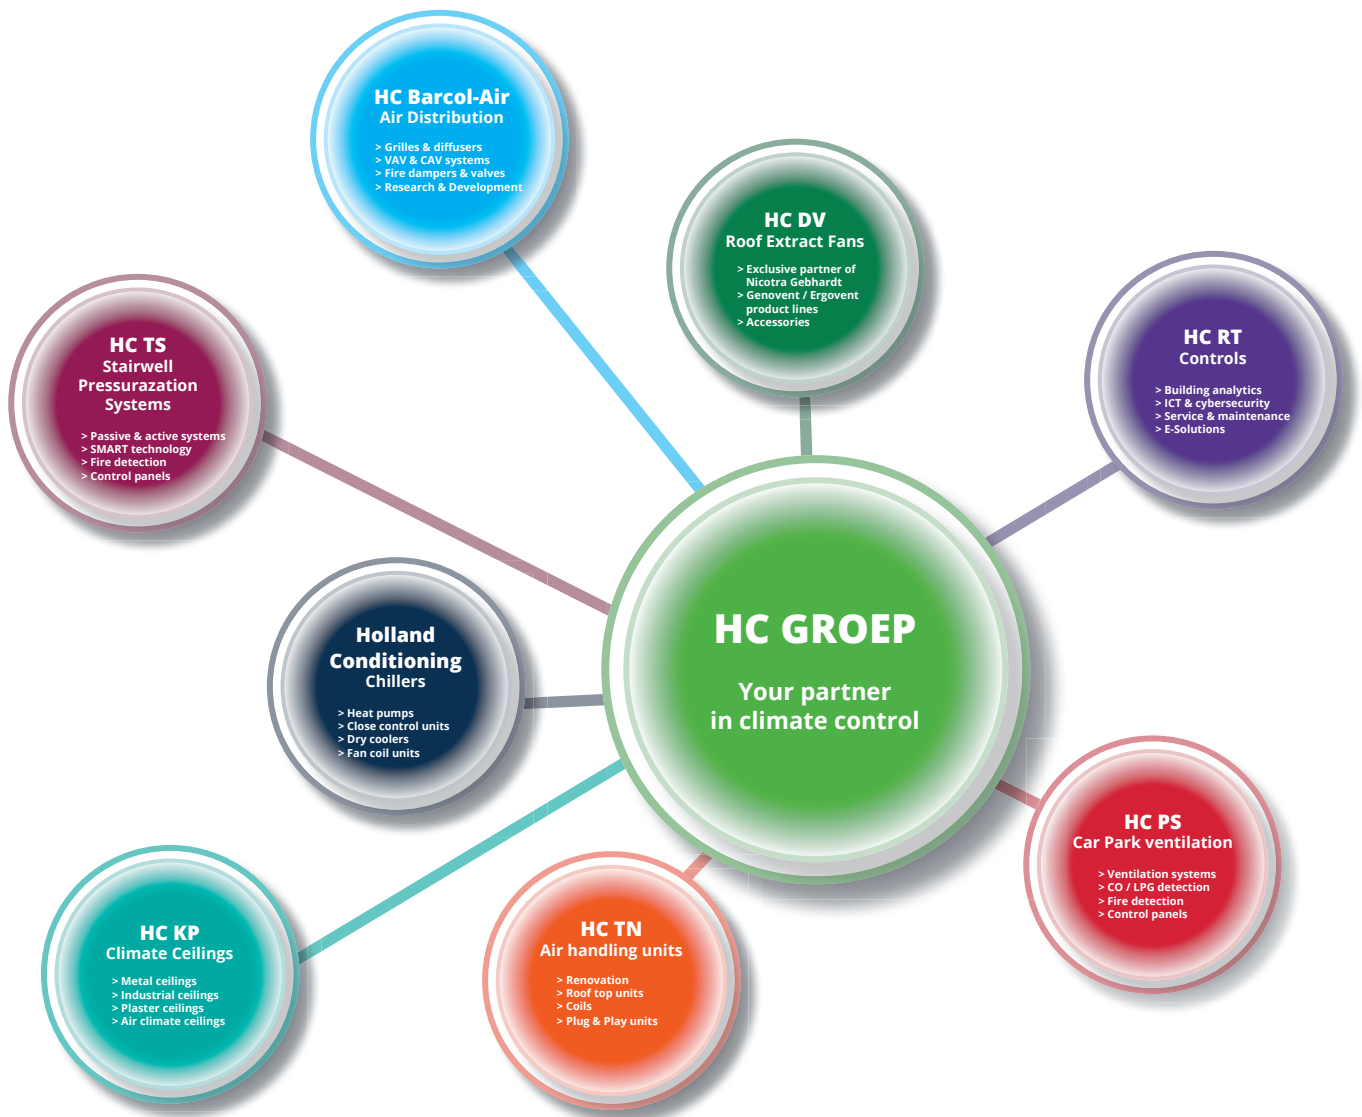 HC Barcol-Air
Air Distribution
> Grilles & diffusers
> VAV & CAV systems
> Fire dampers & valves
> Research & Development
HC DV
Roof Extract Fans
> Exclusive partner of
Nicotra Gebhardt
> Genovent / Ergovent
product lines
> Accessories
HC RT
Controls
> Building analytics
> ICT & cybersecurity
> Service & maintenance
> E-Solutions
HC TS
Stairwell
Pressurazation
Systems
> Passive & active systems
> SMART technology
> Fire detection
> Control panels
HC GROEP
Your partner
in climate control
Holland
Conditioning
Chillers
> Heat pumps
> Close control units
> Dry coolers
> Fan coil units
HC PS
Car Park ventilation
> Ventilation systems
> CO / LPG detection
> Fire detection
> Control panels
HC KP
Climate Ceilings
> Metal ceilings
> Industrial ceilings
> Plaster ceilings
> Air climate ceilings
HC TN
Air handling units
> Renovation
> Roof top units
> Coils
> Plug & Play units